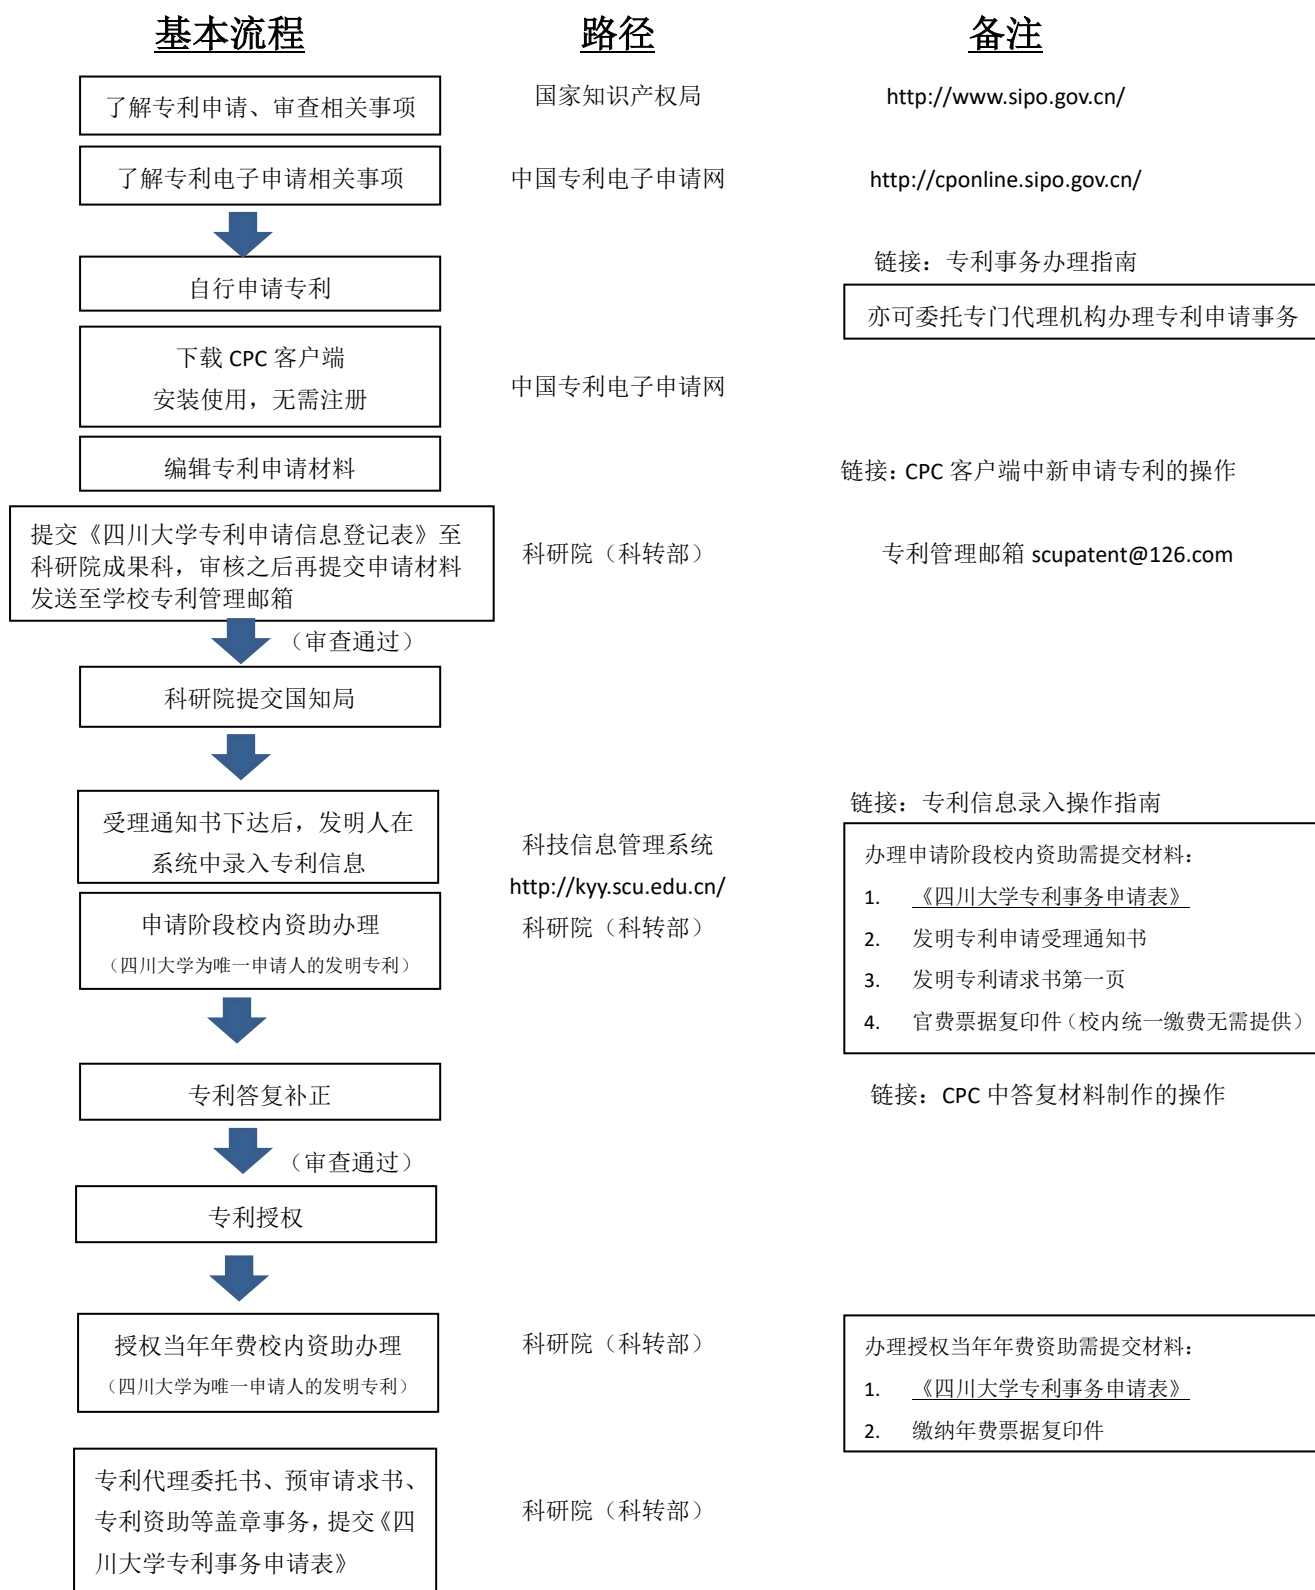 基本流程 路径 备注
了解专利申请、审查相关事项 国家知识产权局 http://www.sipo.gov.cn/
了解专利电子申请相关事项 中国专利电子申请网 http://cponline.sipo.gov.cn/
链接：专利事务办理指南
自行申请专利
亦可委托专门代理机构办理专利申请事务
下载 CPC 客户端
安装使用，无需注册
中国专利电子申请网
编辑专利申请材料 链接：CPC 客户端中新申请专利的操作
提交《四川大学专利申请信息登记表》至
科研院成果科，审核之后再提交申请材料
发送至学校专利管理邮箱
科研院（科转部） 专利管理邮箱 scupatent@126.com
（审查通过）
科研院提交国知局
受理通知书下达后，发明人在
系统中录入专利信息
科技信息管理系统
http://kyy.scu.edu.cn/
链接：专利信息录入操作指南
申请阶段校内资助办理
（四川大学为唯一申请人的发明专利）
科研院（科转部）
办理申请阶段校内资助需提交材料：
1. 《四川大学专利事务申请表》
2. 发明专利申请受理通知书
3. 发明专利请求书第一页
4. 官费票据复印件（校内统一缴费无需提供）
专利答复补正 链接：CPC 中答复材料制作的操作
（审查通过）
专利授权
授权当年年费校内资助办理
（四川大学为唯一申请人的发明专利）
科研院（科转部）
办理授权当年年费资助需提交材料：
1. 《四川大学专利事务申请表》
2. 缴纳年费票据复印件
专利代理委托书、预审请求书、
专利资助等盖章事务，提交《四
川大学专利事务申请表》
科研院（科转部）